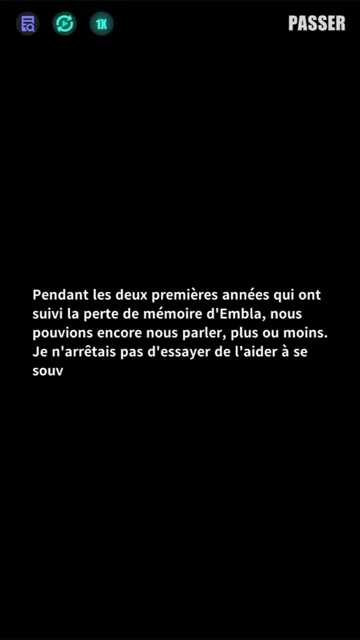 1X
PASSER
Pendant les deux premières années qui ont
suivi la perte de mémoire d'Embla, nous
pouvions encore nous parler, plus ou moins.
Je n'arrêtais pas d'essayer de l'aider à se
souv